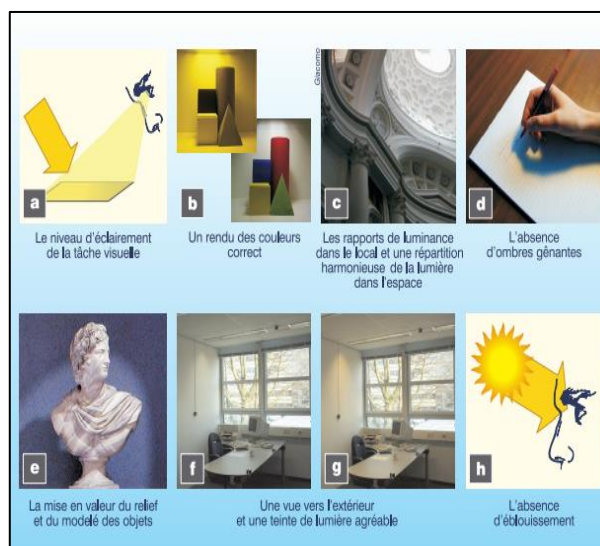 Giacomo
a
b
c
d
Le niveau d'éclairement
de la tâche visuelle
Un rendu des couleurs
correct
Les rapports de luminance
dans le local et une répartition
harmonieuse de la lumière
dans l'espace
L'absence
d'ombres gênantes
e
f
g
h
La mise en valeur du relief
et du modelé des objets
Une vue vers l'extérieur
et une teinte de lumière agréable
L'absence
d'éblouissement